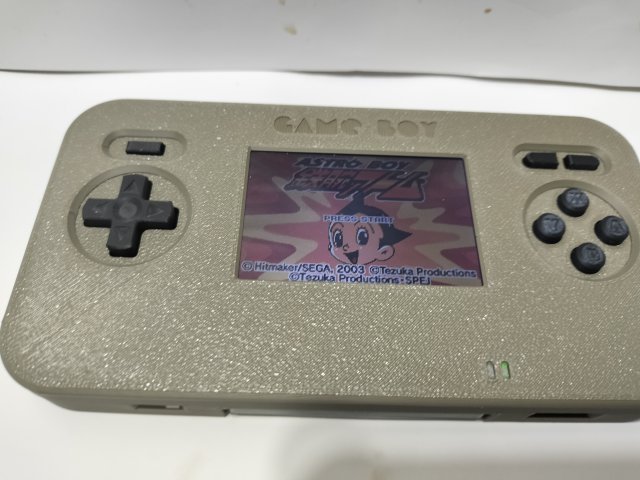 GAME BOY
ASTRO BOY
PRESS START
© Hitmaker/SEGA, 2003 ©Tezuka Productions
©Tezuka Productions・SPEJ